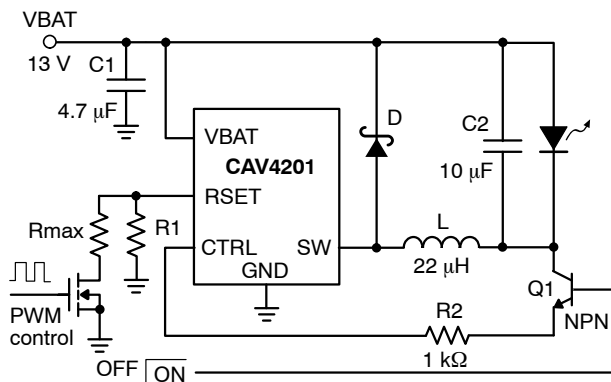 VBAT
13 V
C1
4.7 μF
D
C2
10 μF
VBAT
CAV4201
RSET
CTRL
SW
GND
Rmax
R1
L
22 μH
Q1
NPN
PWM
control
R2
1 kΩ
OFF ON